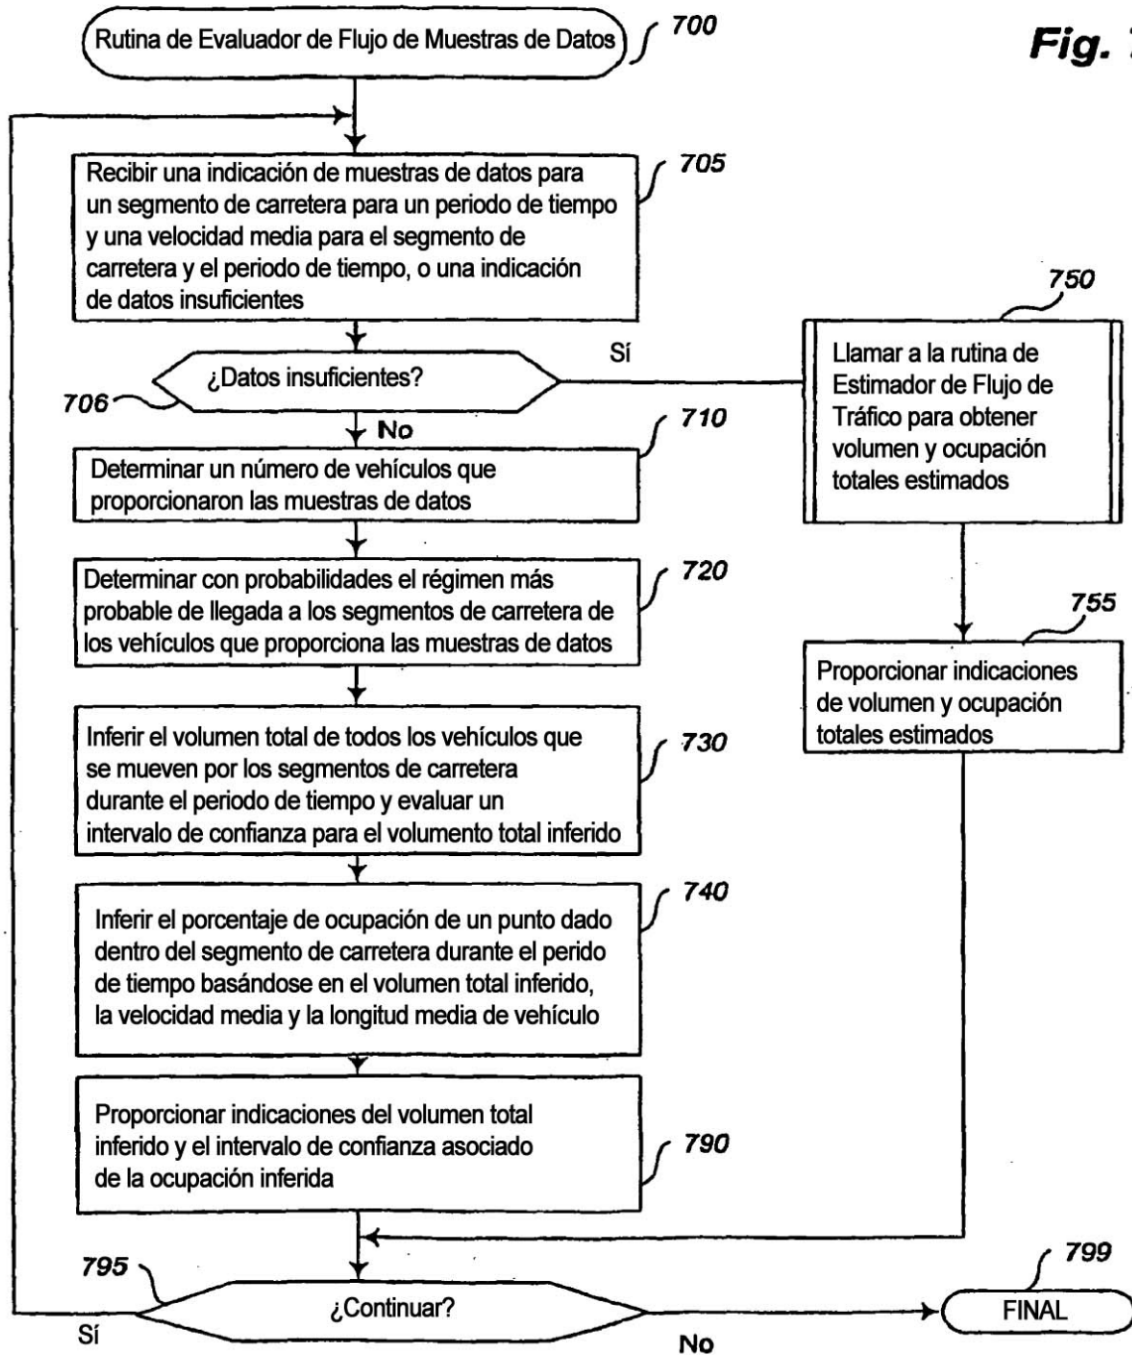 Rutina de Evaluador de Flujo de Muestras de Datos
700
Fig. 7
Recibir una indicación de muestras de datos para
un segmento de carretera para un periodo de tiempo
y una velocidad media para el segmento de
carretera y el periodo de tiempo, o una indicación
de datos insuficientes
705
¿Datos insuficientes?
Sí
706
No
750
Llamar a la rutina de
Estimador de Flujo de
Tráfico para obtener
volumen y ocupación
totales estimados
710
Determinar un número de vehículos que
proporcionaron las muestras de datos
720
Determinar con probabilidades el régimen más
probable de llegada a los segmentos de carretera de
los vehículos que proporciona las muestras de datos
755
Proporcionar indicaciones
de volumen y ocupación
totales estimados
730
Inferir el volumen total de todos los vehículos que
se mueven por los segmentos de carretera
durante el periodo de tiempo y evaluar un
intervalo de confianza para el volumento total inferido
740
Inferir el porcentaje de ocupación de un punto dado
dentro del segmento de carretera durante el perido
de tiempo basándose en el volumen total inferido,
la velocidad media y la longitud media de vehículo
Proporcionar indicaciones del volumen total
inferido y el intervalo de confianza asociado
de la ocupación inferida
790
795
¿Continuar?
Sí
No
799
FINAL